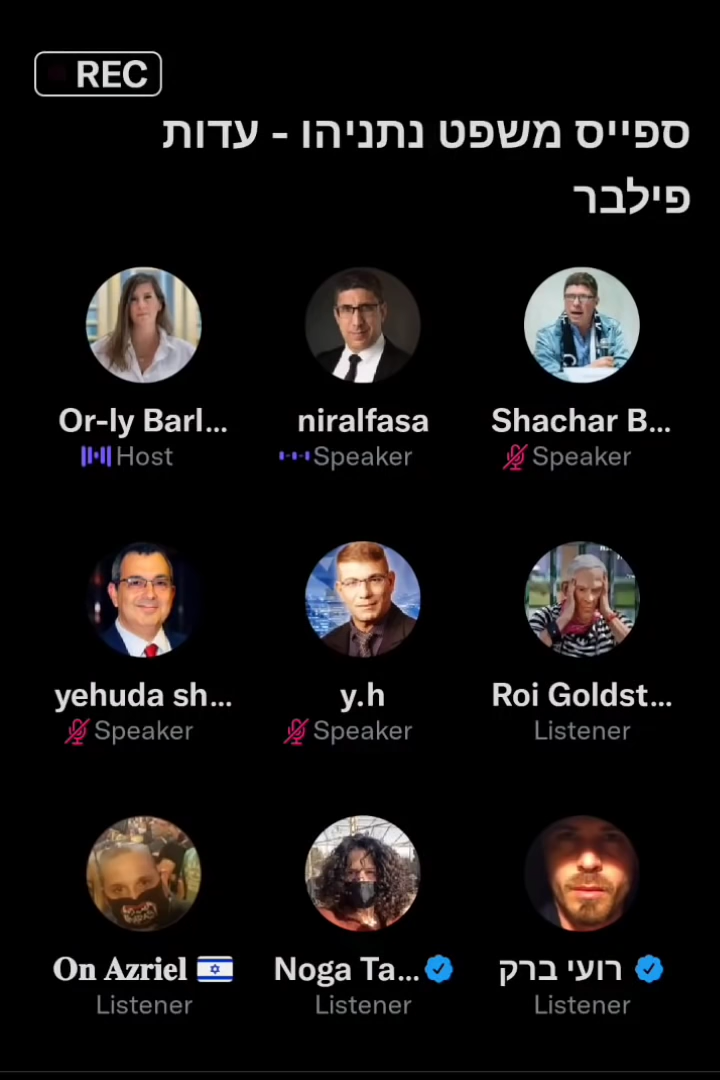 REC
ספייס משפט נתניהו - עדות
פילבר
Or-ly Barl... niralfasa Shachar B...
Host Speaker Speaker
yehuda sh... y.h Roi Goldst...
Speaker Speaker Listener
On Azriel Noga Ta... רועי ברק
Listener Listener Listener